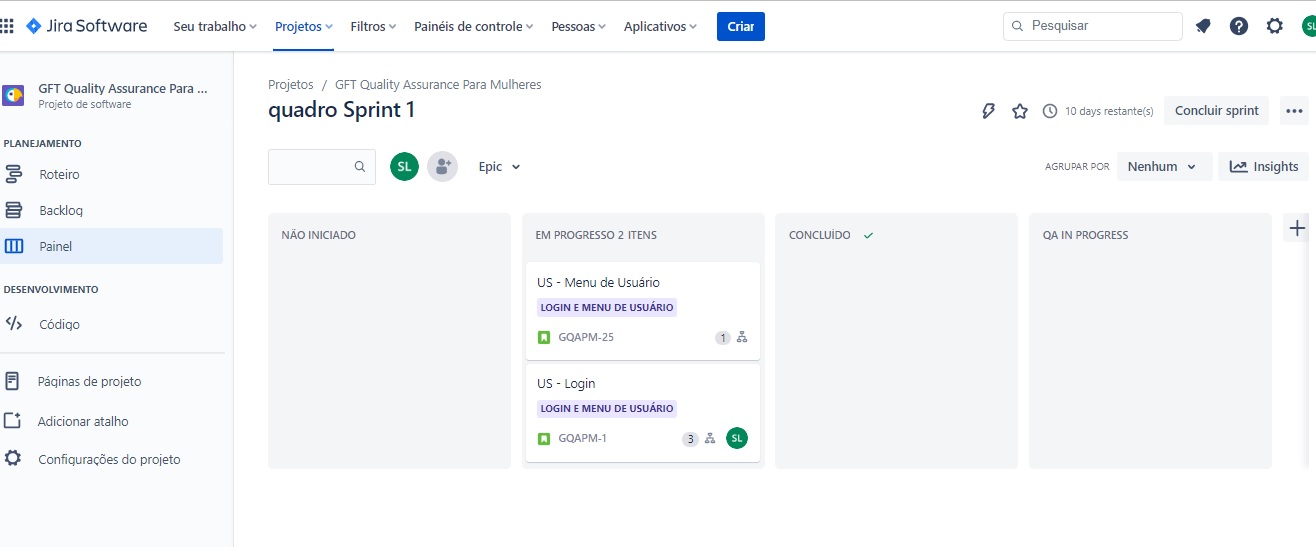 Jira Software Seu trabalho Projetos Filtros Painéis de controle Pessoas Aplicativos Criar Pesquisar SL
GFT Quality Assurance Para ...
Projeto de software
PLANEJAMENTO
Roteiro
Backlog
Painel
DESENVOLVIMENTO
Código
Páginas de projeto
Adicionar atalho
Configurações do projeto
Projetos / GFT Quality Assurance Para Mulheres
quadro Sprint 1
10 days restante(s) Concluir sprint
SL Epic AGRUPAR POR Nenhum Insights
NÃO INICIADO
EM PROGRESSO 2 ITENS
US - Menu de Usuário
LOGIN E MENU DE USUÁRIO
GQAPM-25 1
US - Login
LOGIN E MENU DE USUÁRIO
GQAPM-1 3 SL
CONCLUÍDO
QA IN PROGRESS